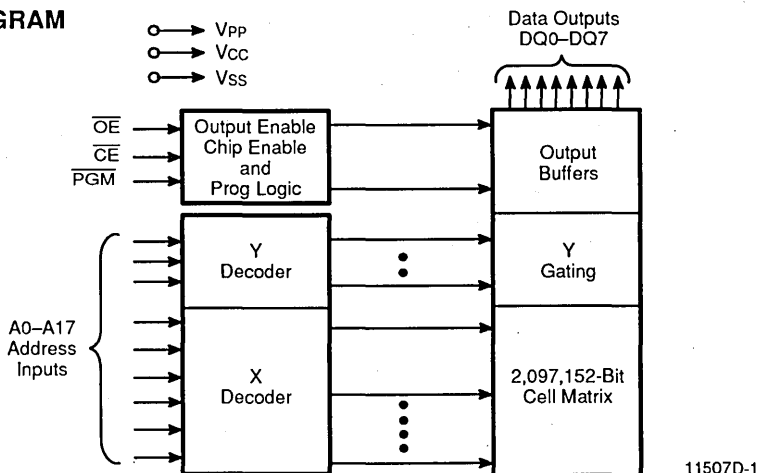 GRAM
VPP
VCC
VSS
Data Outputs
DQ0–DQ7
OE
CE
PGM
Output Enable
Chip Enable
and
Prog Logic
Output
Buffers
Y
Decoder
Y
Gating
A0–A17
Address
Inputs
X
Decoder
2,097,152-Bit
Cell Matrix
11507D-1